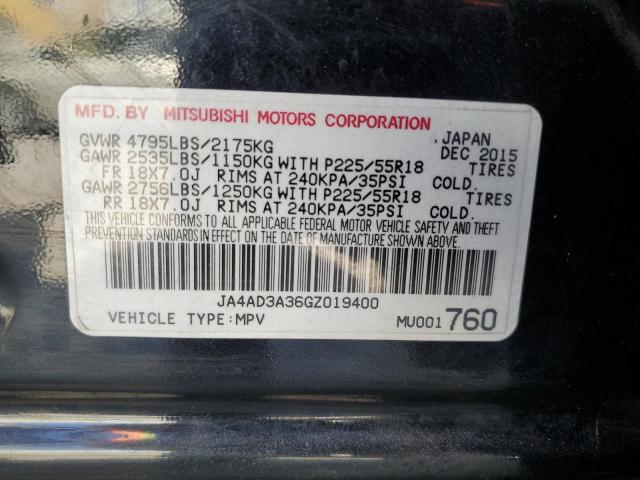 MFD. BY MITSUBISHI MOTORS CORPORATION
GVWR 4795LBS/2175KG JAPAN DEC 2015
GAWR 2535LBS/1150KG WITH P225/55R18 TIRES
FR 18X7.0J RIMS AT 240KPA/35PSI COLD.
GAWR 2756LBS/1250KG WITH P225/55R18 TIRES
RR 18X7.0J RIMS AT 240KPA/35PSI COLD.
THIS VEHICLE CONFORMS TO ALL APPLICABLE FEDERAL MOTOR VEHICLE SAFETY AND THEFT
PREVENTION STANDARDS IN EFFECT ON THE DATE OF MANUFACTURE SHOWN ABOVE.
JA4AD3A36GZ019400
VEHICLE TYPE:MPV MU001760